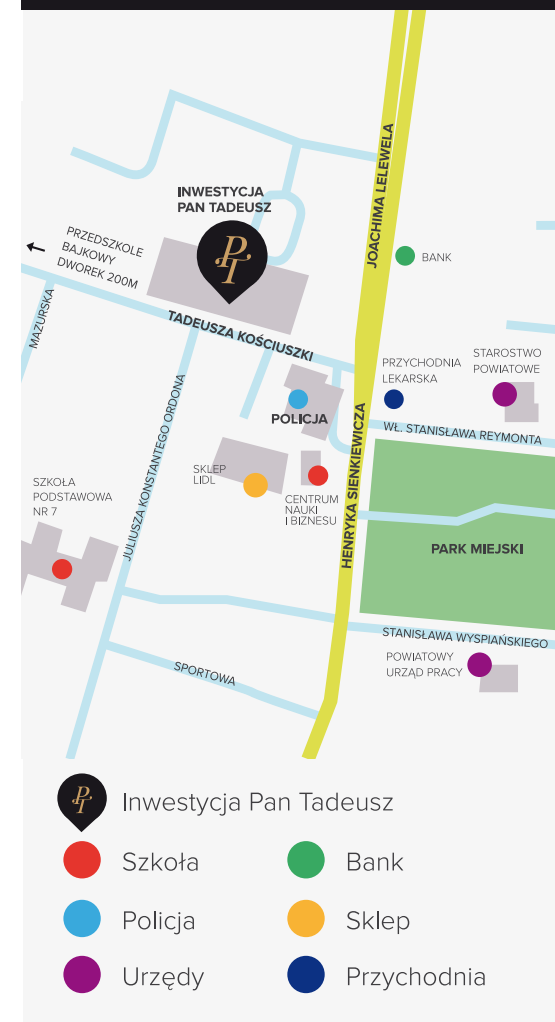 JOACHIMA LELEWELA
INWESTYCJA
PAN TADEUSZ
PT
PRZEDSZKOLE
BAJKOWY
DWOREK 200M
BANK
MAZURSKA
TADEUSZA KOŚCIUSZKI
PRZYCHODNIA
LEKARSKA
STAROSTWO
POWIATOWE
POLICJA
WŁ. STANISŁAWA REYMONTA
JULIUSZA KONSTANTEGO ORDONA
HENRYKA SIENKIEWICZA
SKLEP
LIDL
SZKOŁA
PODSTAWOWA
NR 7
CENTRUM
NAUKI
I BIZNESU
PARK MIEJSKI
STANISŁAWA WYSPIAŃSKIEGO
POWIATOWY
URZĄD PRACY
SPORTOWA
PT
Inwestycja Pan Tadeusz
Szkoła
Bank
Policja
Sklep
Urzędy
Przychodnia